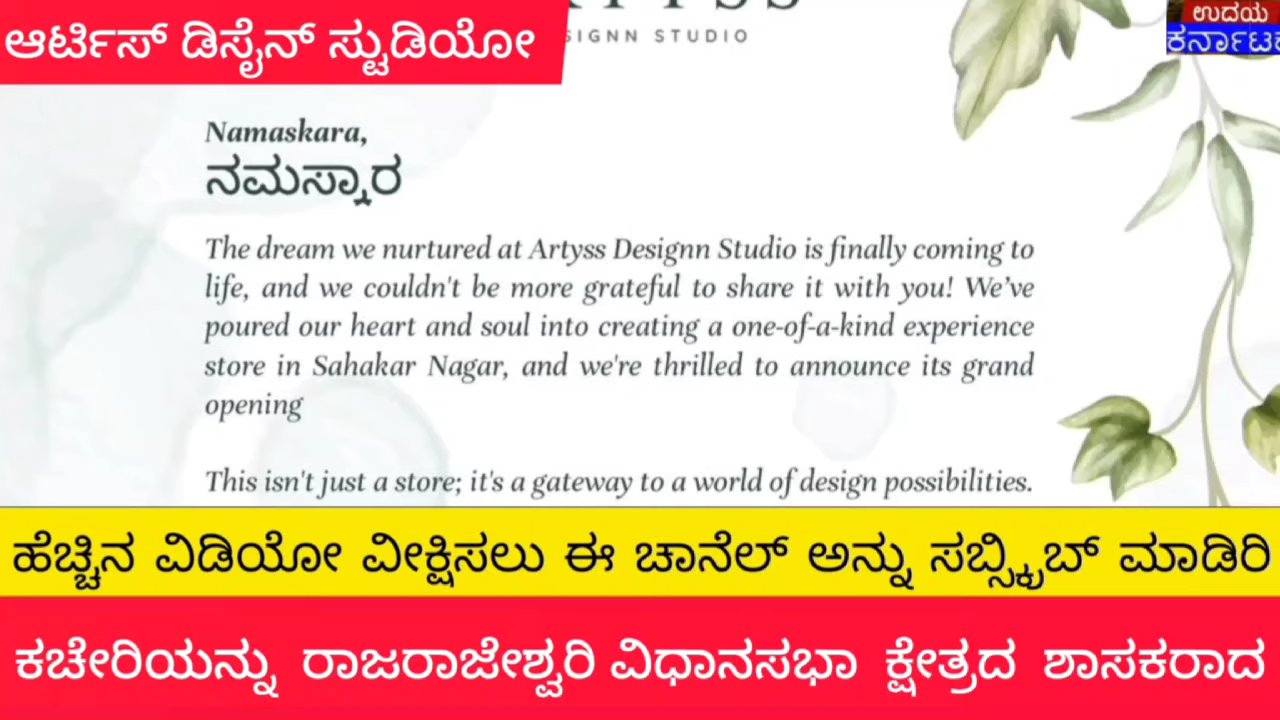 ಆರ್ಟಿಸ್ ಡಿಸೈನ್ ಸ್ಟುಡಿಯೋ
STUDIO
ಉದಯ
Namaskara,
ನಮಸ್ಕಾರ
The dream we nurtured at Artyss Designn Studio is finally coming to
life, and we couldn't be more grateful to share it with you! We’ve
poured our heart and soul into creating a one-of-a-kind experience
store in Sahakar Nagar, and we're thrilled to announce its grand
opening
This isn't just a store; it's a gateway to a world of design possibilities.
ಹೆಚ್ಚಿನ ವಿಡಿಯೋ ವೀಕ್ಷಿಸಲು ಈ ಚಾನೆಲ್ ಅನ್ನು ಸಬ್ಸ್ಕ್ರಿಬ್ ಮಾಡಿರಿ
ಕಚೇರಿಯನ್ನು ರಾಜರಾಜೇಶ್ವರಿ ವಿಧಾನಸಭಾ ಕ್ಷೇತ್ರದ ಶಾಸಕರಾದ